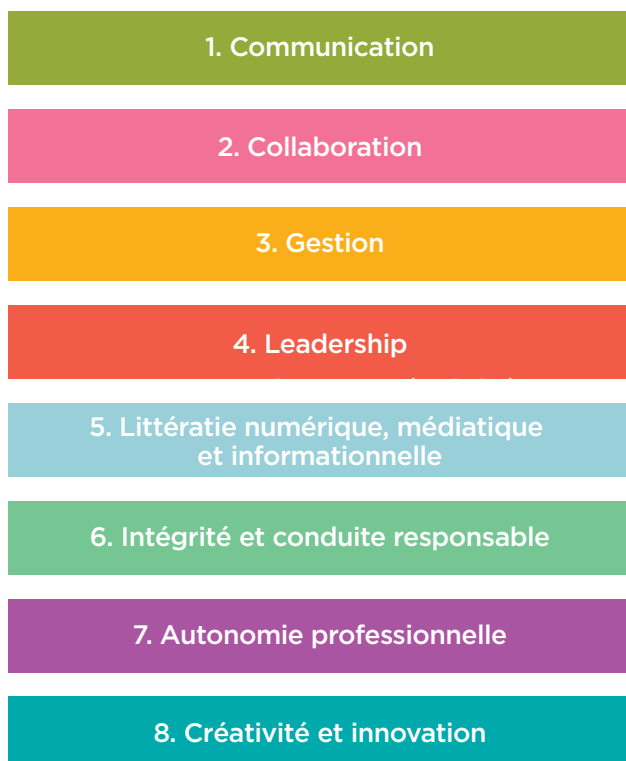 1. Communication
2. Collaboration
3. Gestion
4. Leadership
5. Littératie numérique, médiatique
et informationnelle
6. Intégrité et conduite responsable
7. Autonomie professionnelle
8. Créativité et innovation